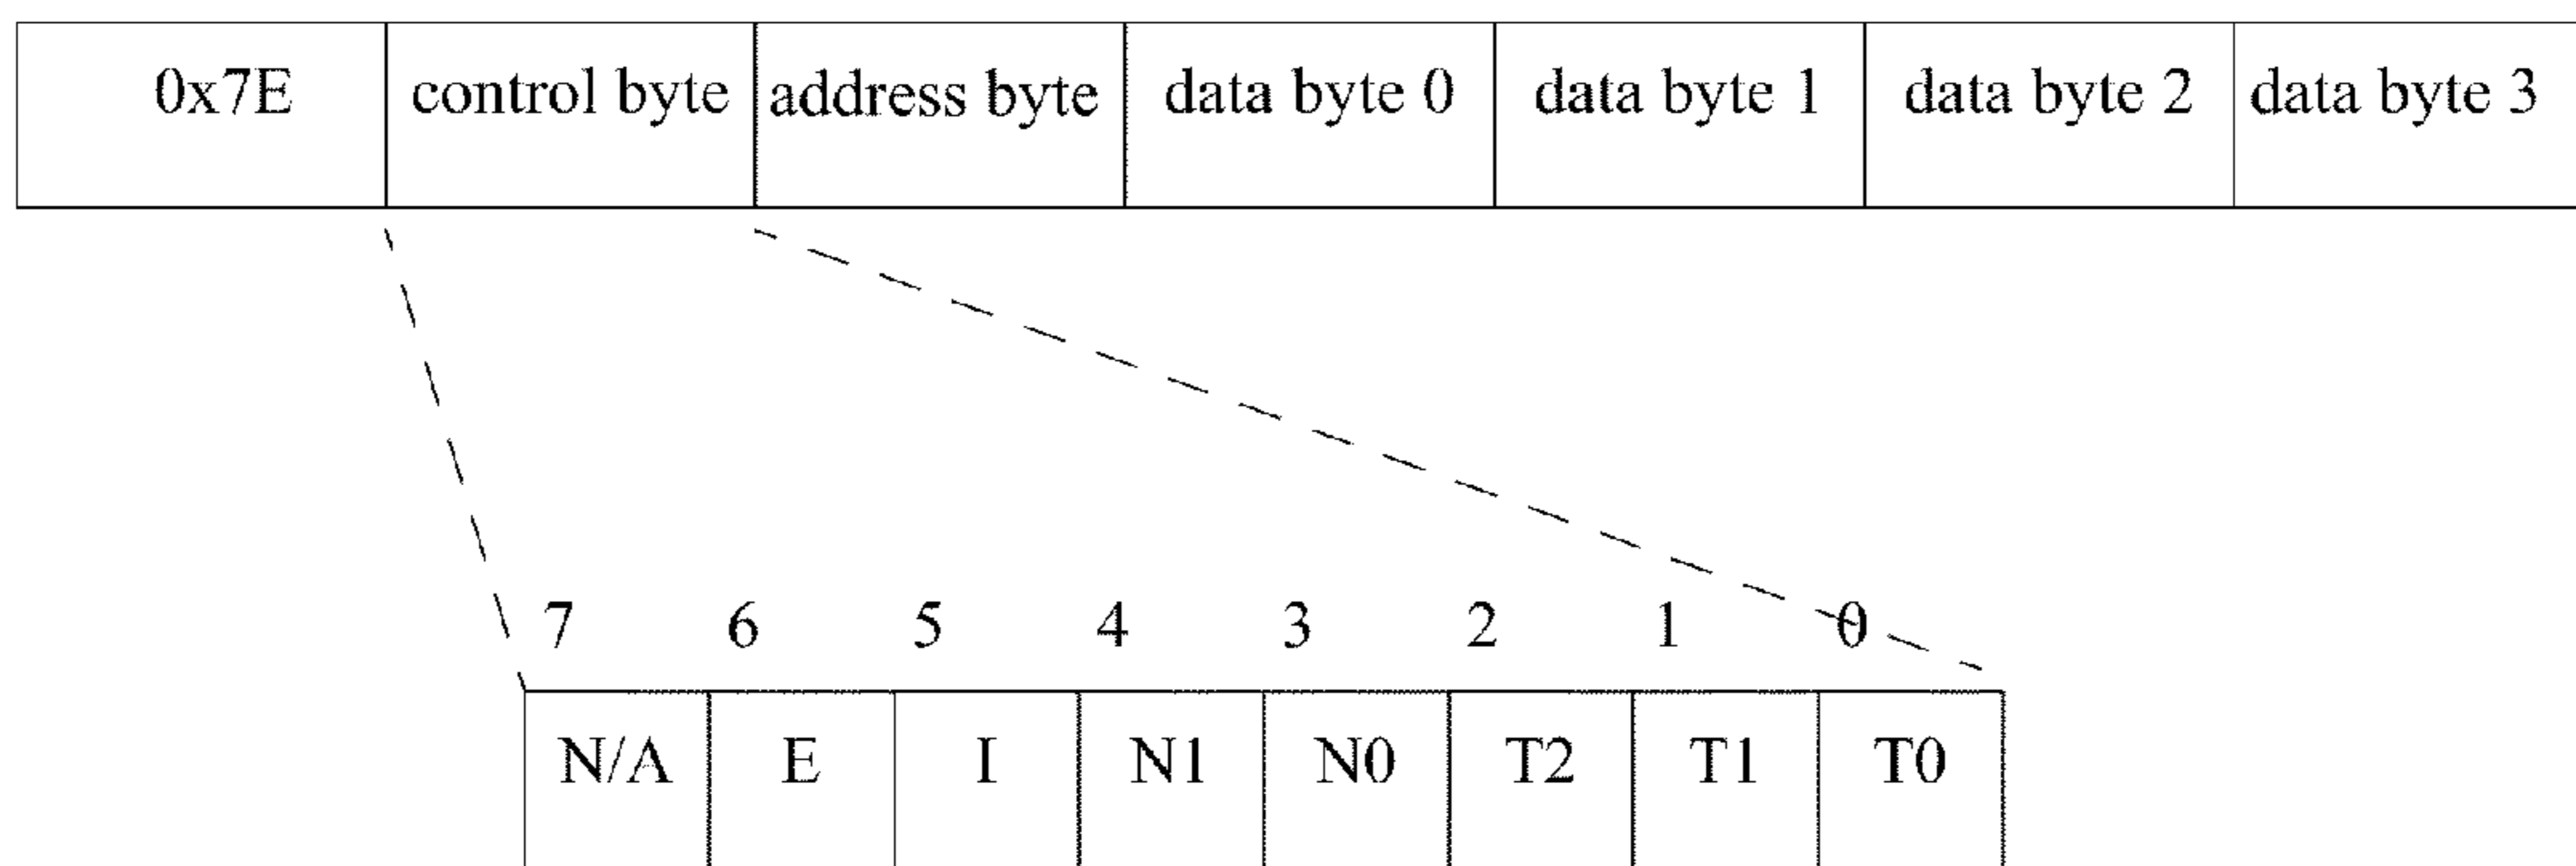 0x7E control byte address byte data byte 0 data byte 1 data byte 2 data byte 3
7 6 5 4 3 2 1 0
N/A E I N1 N0 T2 T1 T0